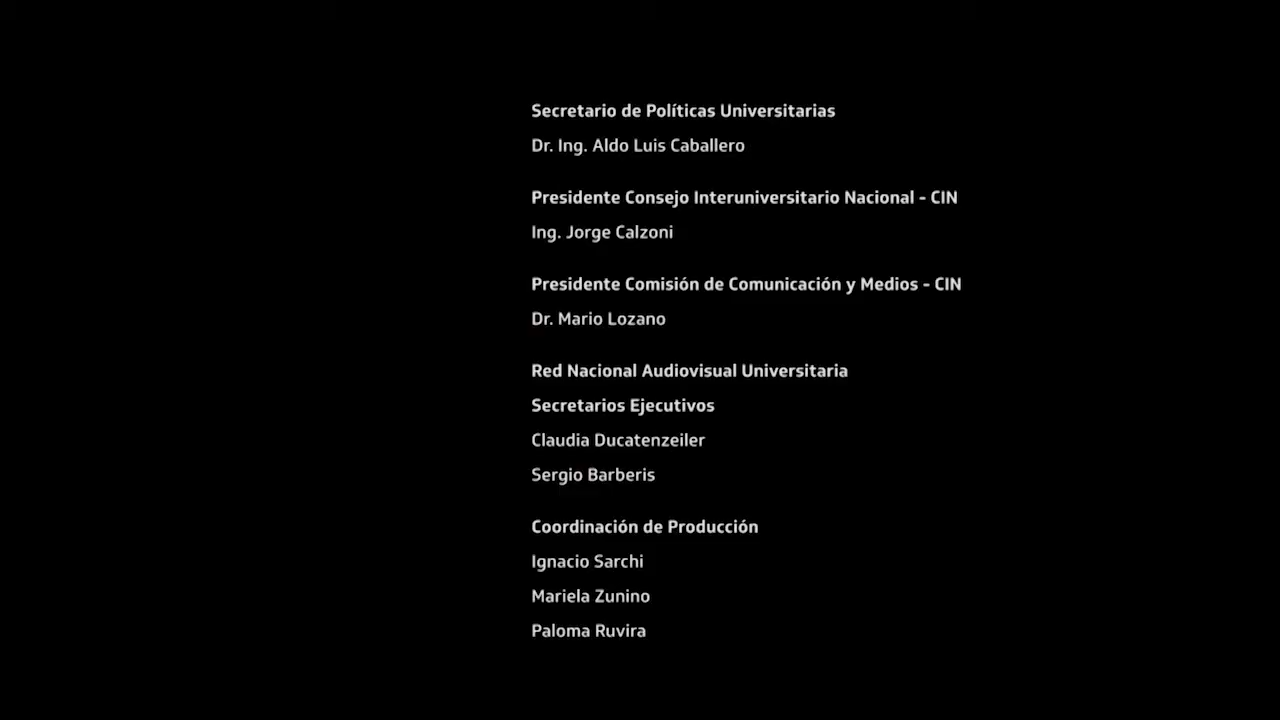 Secretario de Políticas Universitarias
Dr. Ing. Aldo Luis Caballero
Presidente Consejo Interuniversitario Nacional - CIN
Ing. Jorge Calzoni
Presidente Comisión de Comunicación y Medios - CIN
Dr. Mario Lozano
Red Nacional Audiovisual Universitaria
Secretarios Ejecutivos
Claudia Ducatenzeiler
Sergio Barberis
Coordinación de Producción
Ignacio Sarchi
Mariela Zunino
Paloma Ruvira